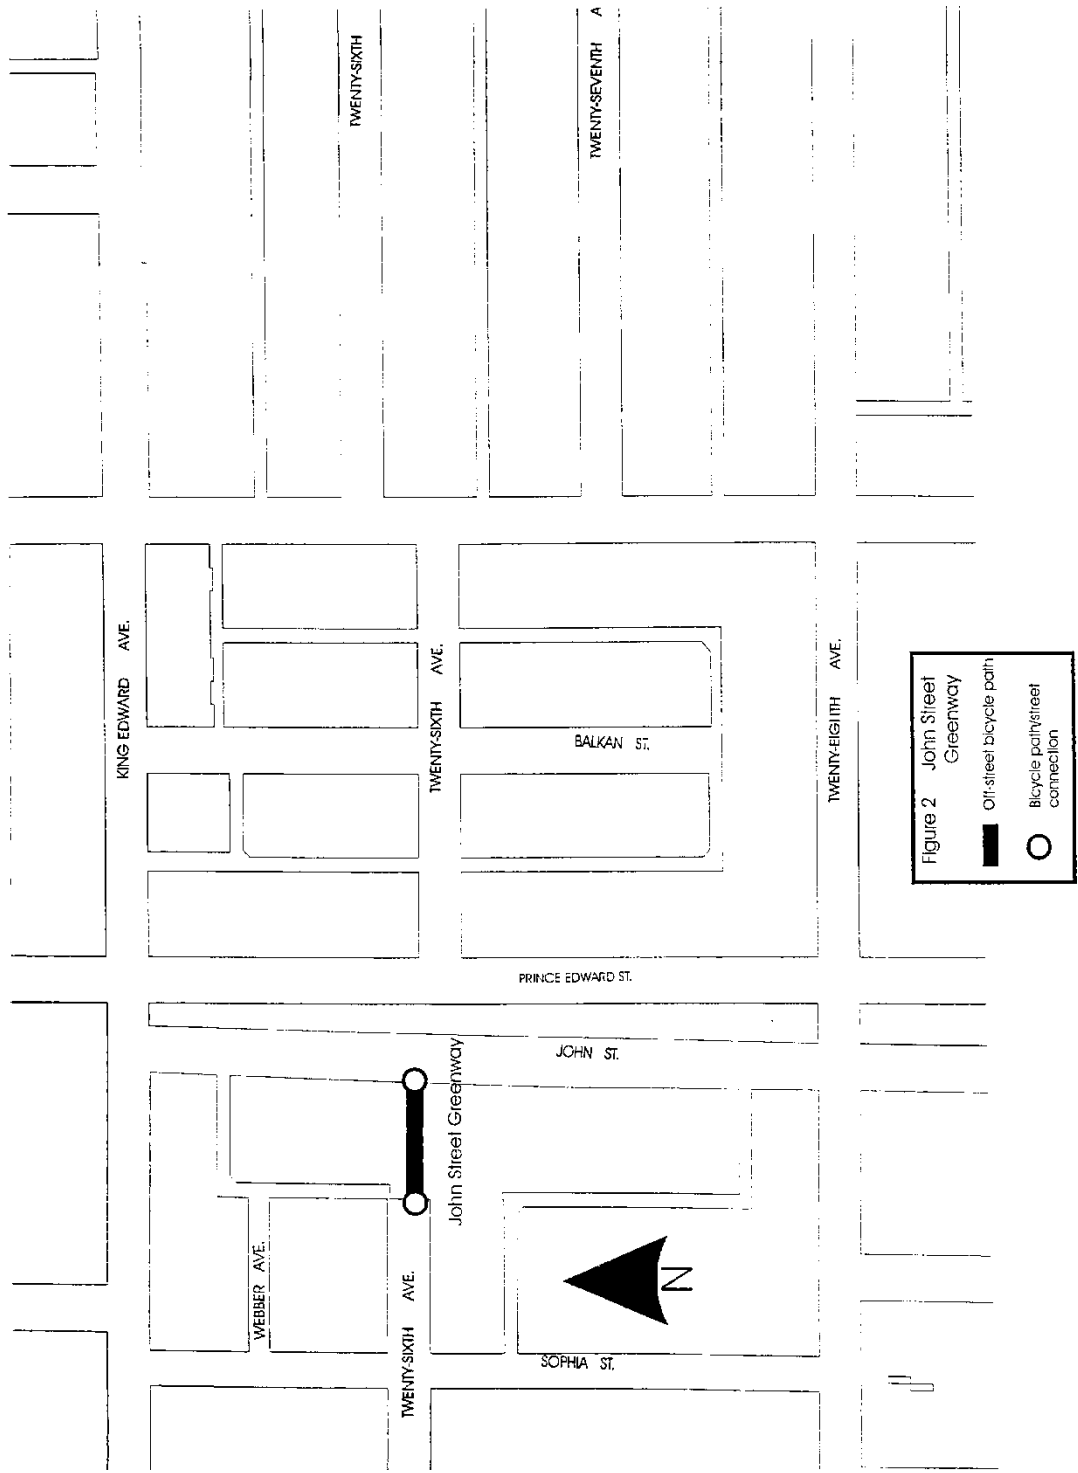 TWENTY-SIXTH
TWENTY-SEVENTH A
KING EDWARD AVE.
TWENTY-SIXTH AVE.
BALKAN ST.
TWENTY-EIGHTH AVE.
PRINCE EDWARD ST.
JOHN ST.
John Street Greenway
WEBBER AVE.
TWENTY-SIXTH AVE.
SOPHIA ST.
N
Figure 2 John Street
Greenway
Off-street bicycle path
Bicycle path/street
connection